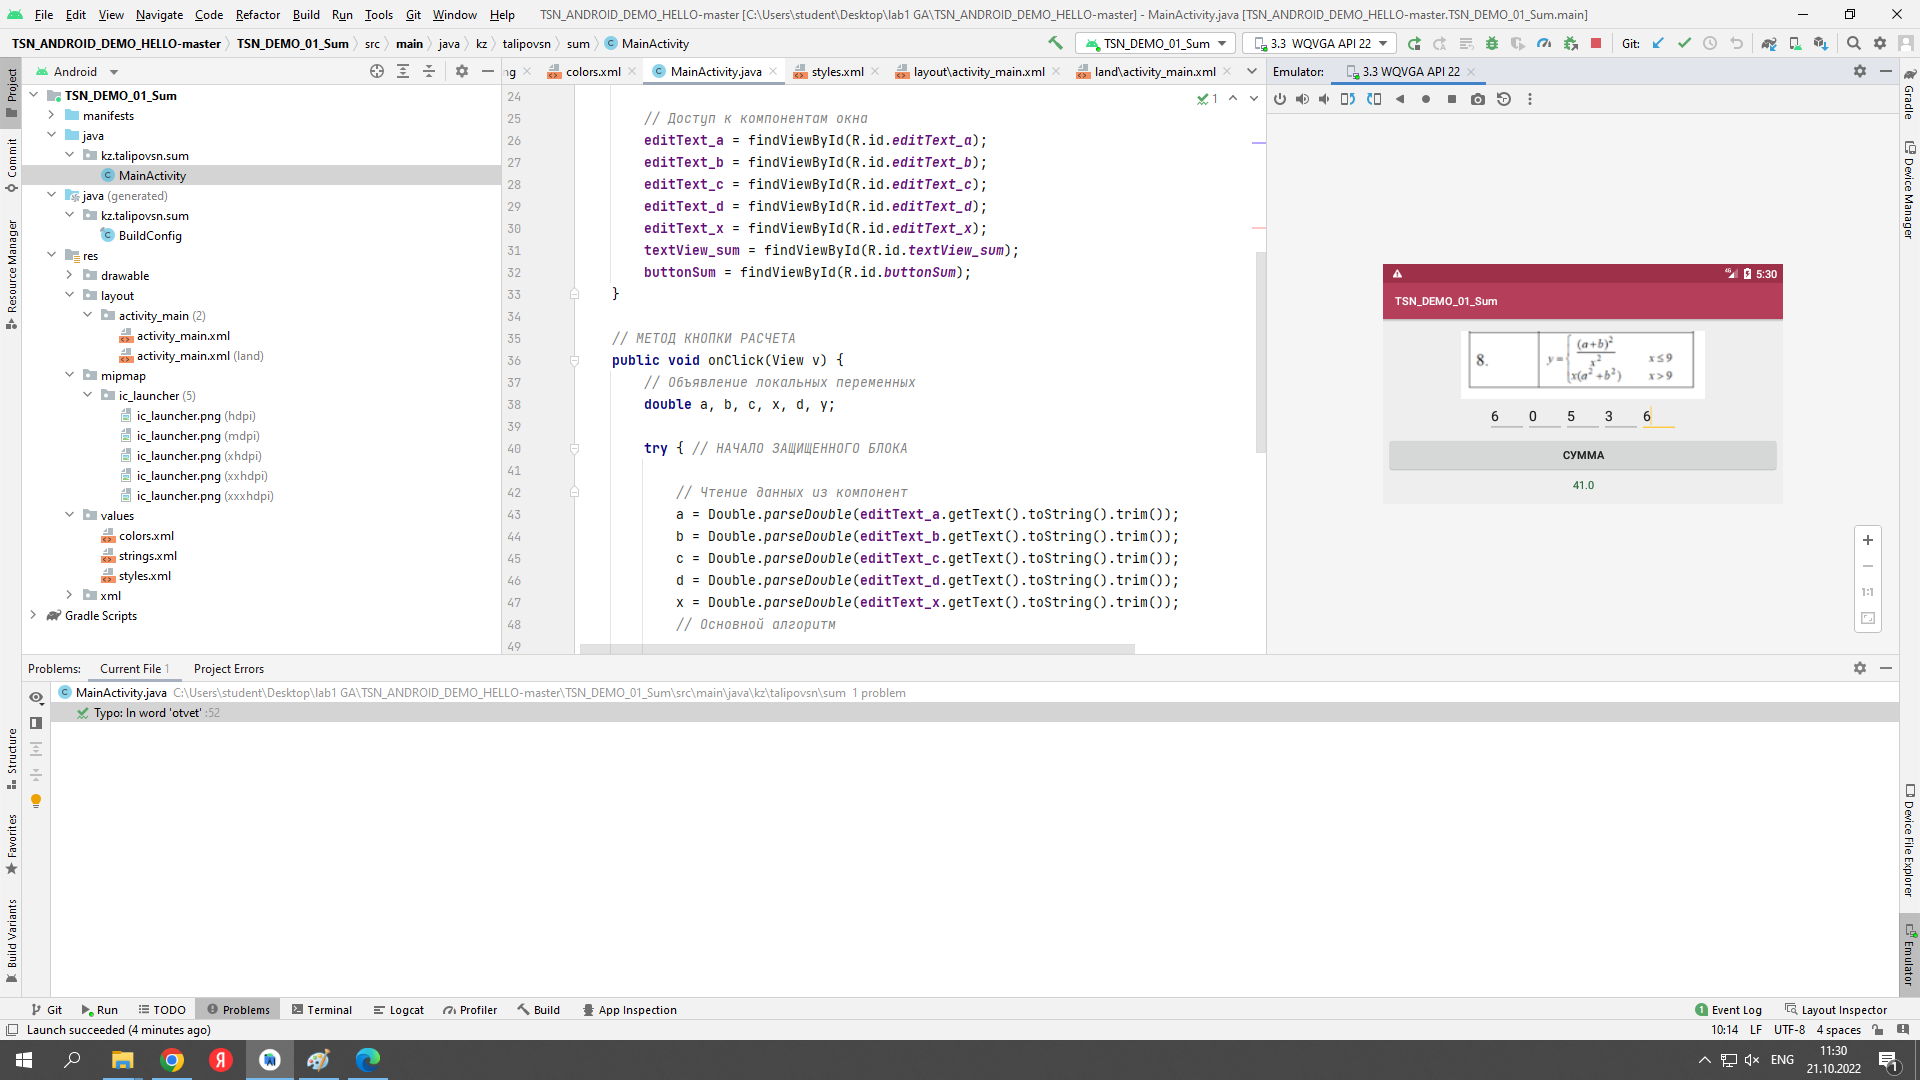 File Edit View Navigate Code Refactor Build Run Tools Git Window Help TSN_ANDROID_DEMO_HELLO-master [C:\Users\student\Desktop\lab1 GA\TSN_ANDROID_DEMO_HELLO-master] - MainActivity.java [TSN_ANDROID_DEMO_HELLO-master.TSN_DEMO_01_Sum.main]
TSN_ANDROID_DEMO_HELLO-master TSN_DEMO_01_Sum src main java kz talipovsn sum MainActivity TSN_DEMO_01_Sum 3.3 WQVGA API 22 Git:
Project
Commit
Resource Manager
Structure
Favorites
Build Variants
Android
TSN_DEMO_01_Sum
manifests
java
kz.talipovsn.sum
MainActivity
java (generated)
kz.talipovsn.sum
BuildConfig
res
drawable
layout
activity_main (2)
activity_main.xml
activity_main.xml (land)
mipmap
ic_launcher (5)
ic_launcher.png (hdpi)
ic_launcher.png (mdpi)
ic_launcher.png (xhdpi)
ic_launcher.png (xxhdpi)
ic_launcher.png (xxxhdpi)
values
colors.xml
strings.xml
styles.xml
xml
Gradle Scripts
ng colors.xml MainActivity.java styles.xml layout\activity_main.xml land\activity_main.xml
1
24
25 // Доступ к компонентам окна
26 editText_a = findViewById(R.id.editText_a);
27 editText_b = findViewById(R.id.editText_b);
28 editText_c = findViewById(R.id.editText_c);
29 editText_d = findViewById(R.id.editText_d);
30 editText_x = findViewById(R.id.editText_x);
31 textView_sum = findViewById(R.id.textView_sum);
32 buttonSum = findViewById(R.id.buttonSum);
33 }
34
35 // МЕТОД КНОПКИ РАСЧЕТА
36 public void onClick(View v) {
37 // Объявление локальных переменных
38 double a, b, c, x, d, y;
39
40 try { // НАЧАЛО ЗАЩИЩЕННОГО БЛОКА
41
42 // Чтение данных из компонент
43 a = Double.parseDouble(editText_a.getText().toString().trim());
44 b = Double.parseDouble(editText_b.getText().toString().trim());
45 c = Double.parseDouble(editText_c.getText().toString().trim());
46 d = Double.parseDouble(editText_d.getText().toString().trim());
47 x = Double.parseDouble(editText_x.getText().toString().trim());
48 // Основной алгоритм
49
Emulator: 3.3 WQVGA API 22
4G 5:30
TSN_DEMO_01_Sum
8. y={ (a+b)²/x² x≤9
x(a²+b²) x>9
6 0 5 3 6
СУММА
41.0
1:1
Gradle
Device Manager
Device File Explorer
Emulator
Problems: Current File 1 Project Errors
MainActivity.java C:\Users\student\Desktop\lab1 GA\TSN_ANDROID_DEMO_HELLO-master\TSN_DEMO_01_Sum\src\main\java\kz\talipovsn\sum 1 problem
Typo: In word 'otvet' :52
Git Run TODO Problems Terminal Logcat Profiler Build App Inspection 1 Event Log Layout Inspector
Launch succeeded (4 minutes ago) 10:14 LF UTF-8 4 spaces
Я ENG 11:30
21.10.2022
1